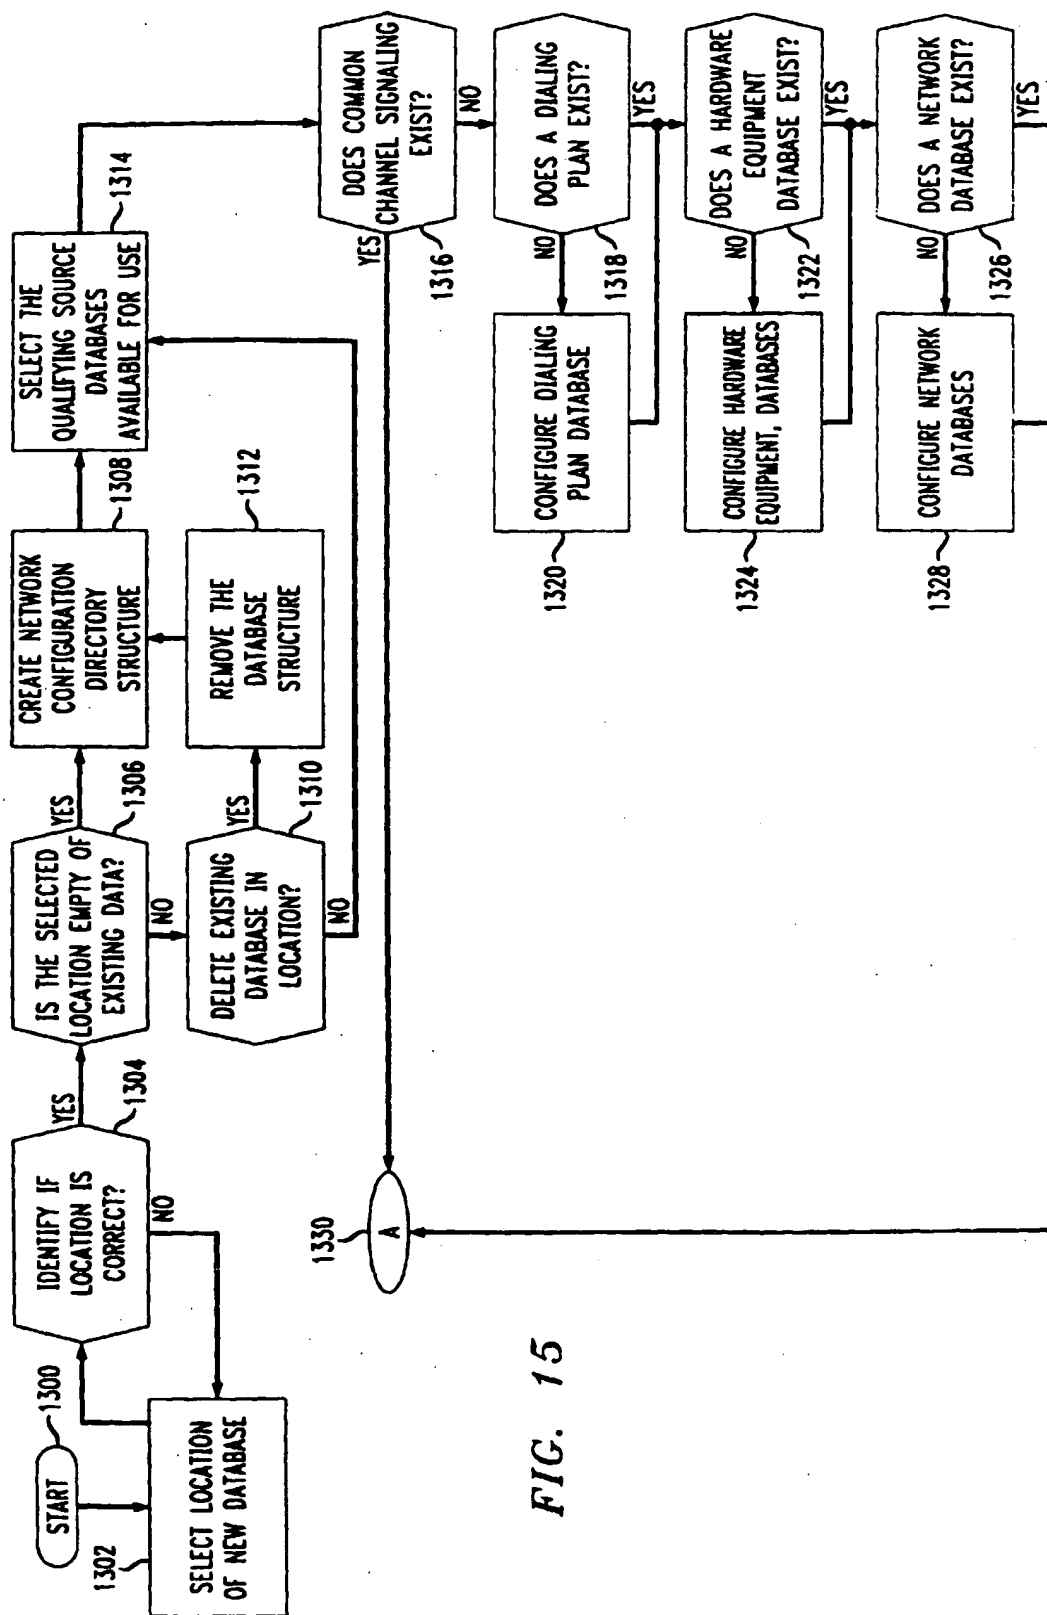 START
1300
1302
SELECT LOCATION
OF NEW DATABASE
IDENTIFY IF
LOCATION IS
CORRECT?
1304
YES
NO
IS THE SELECTED
LOCATION EMPTY OF
EXISTING DATA?
1306
YES
NO
CREATE NETWORK
CONFIGURATION
DIRECTORY
STRUCTURE
1308
DELETE EXISTING
DATABASE IN
LOCATION?
1310
YES
NO
REMOVE THE
DATABASE
STRUCTURE
1312
SELECT THE
QUALIFYING SOURCE
DATABASES
AVAILABLE FOR USE
1314
DOES COMMON
CHANNEL SIGNALING
EXIST?
1316
YES
NO
DOES A DIALING
PLAN EXIST?
1318
NO
YES
CONFIGURE DIALING
PLAN DATABASE
1320
DOES A HARDWARE
EQUIPMENT
DATABASE EXIST?
1322
NO
YES
CONFIGURE HARDWARE
EQUIPMENT, DATABASES
1324
DOES A NETWORK
DATABASE EXIST?
1326
NO
YES
CONFIGURE NETWORK
DATABASES
1328
1330
A
FIG. 15